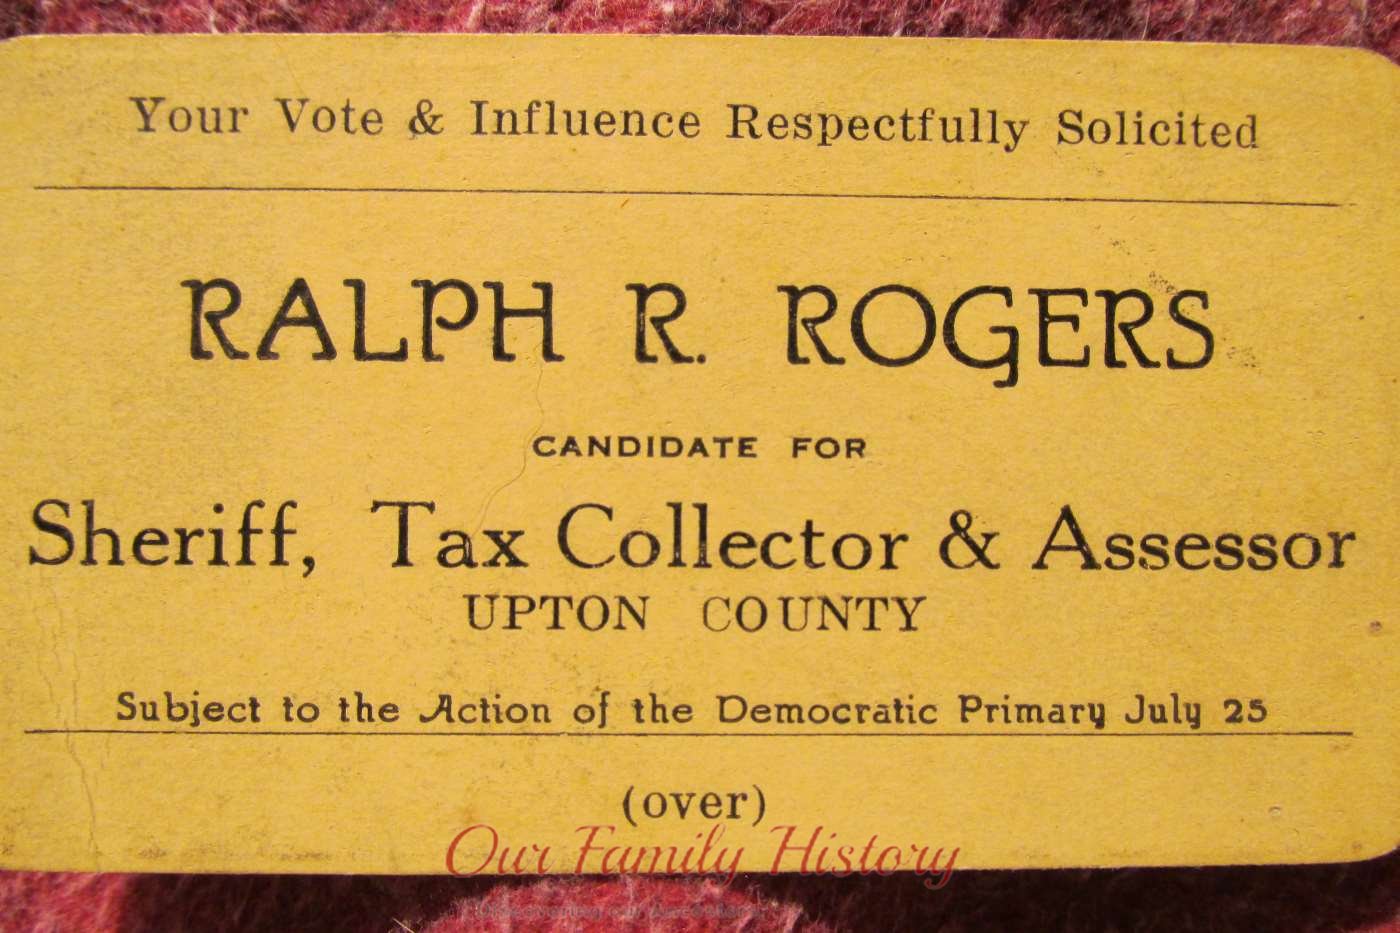 Your Vote & Influence Respectfully Solicited
RALPH R. ROGERS
CANDIDATE FOR
Sheriff, Tax Collector & Assessor
UPTON COUNTY
Subject to the Action of the Democratic Primary July 25
(over)
Our Family History